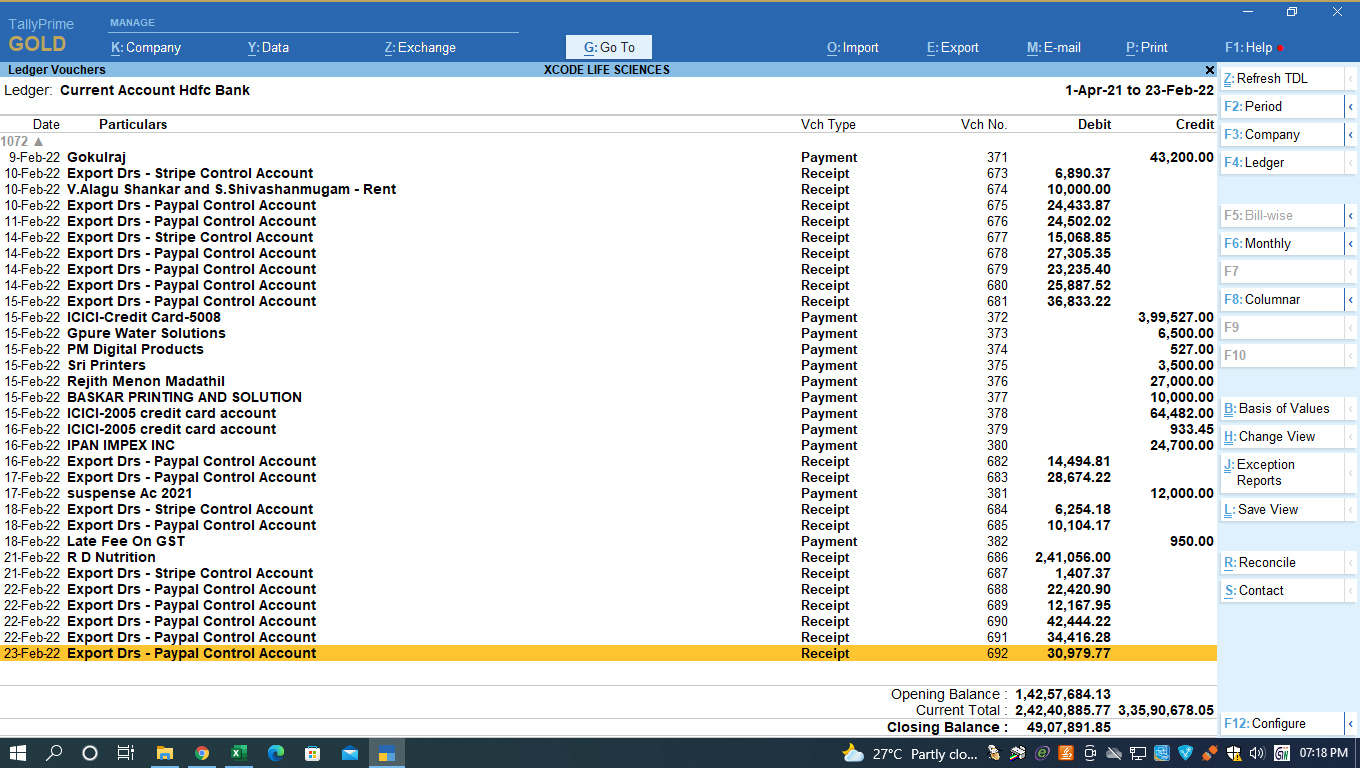 TallyPrime
GOLD
MANAGE
K: Company Y: Data Z: Exchange G: Go To O: Import E: Export M: E-mail P: Print F1: Help
Ledger Vouchers XCODE LIFE SCIENCES
Ledger: Current Account Hdfc Bank 1-Apr-21 to 23-Feb-22
Date Particulars Vch Type Vch No. Debit Credit
1072
9-Feb-22 Gokulraj Payment 371 43,200.00
10-Feb-22 Export Drs - Stripe Control Account Receipt 673 6,890.37
10-Feb-22 V.Alagu Shankar and S.Shivashanmugam - Rent Receipt 674 10,000.00
10-Feb-22 Export Drs - Paypal Control Account Receipt 675 24,433.87
11-Feb-22 Export Drs - Paypal Control Account Receipt 676 24,502.02
14-Feb-22 Export Drs - Stripe Control Account Receipt 677 15,068.85
14-Feb-22 Export Drs - Paypal Control Account Receipt 678 27,305.35
14-Feb-22 Export Drs - Paypal Control Account Receipt 679 23,235.40
14-Feb-22 Export Drs - Paypal Control Account Receipt 680 25,887.52
15-Feb-22 Export Drs - Paypal Control Account Receipt 681 36,833.22
15-Feb-22 ICICI-Credit Card-5008 Payment 372 3,99,527.00
15-Feb-22 Gpure Water Solutions Payment 373 6,500.00
15-Feb-22 PM Digital Products Payment 374 527.00
15-Feb-22 Sri Printers Payment 375 3,500.00
15-Feb-22 Rejith Menon Madathil Payment 376 27,000.00
15-Feb-22 BASKAR PRINTING AND SOLUTION Payment 377 10,000.00
15-Feb-22 ICICI-2005 credit card account Payment 378 64,482.00
16-Feb-22 ICICI-2005 credit card account Payment 379 933.45
16-Feb-22 IPAN IMPEX INC Payment 380 24,700.00
16-Feb-22 Export Drs - Paypal Control Account Receipt 682 14,494.81
17-Feb-22 Export Drs - Paypal Control Account Receipt 683 28,674.22
17-Feb-22 suspense Ac 2021 Payment 381 12,000.00
18-Feb-22 Export Drs - Stripe Control Account Receipt 684 6,254.18
18-Feb-22 Export Drs - Paypal Control Account Receipt 685 10,104.17
18-Feb-22 Late Fee On GST Payment 382 950.00
21-Feb-22 R D Nutrition Receipt 686 2,41,056.00
21-Feb-22 Export Drs - Stripe Control Account Receipt 687 1,407.37
22-Feb-22 Export Drs - Paypal Control Account Receipt 688 22,420.90
22-Feb-22 Export Drs - Paypal Control Account Receipt 689 12,167.95
22-Feb-22 Export Drs - Paypal Control Account Receipt 690 42,444.22
22-Feb-22 Export Drs - Paypal Control Account Receipt 691 34,416.28
23-Feb-22 Export Drs - Paypal Control Account Receipt 692 30,979.77
Opening Balance : 1,42,57,684.13
Current Total : 2,42,40,885.77 3,35,90,678.05
Closing Balance : 49,07,891.85
Z: Refresh TDL
F2: Period
F3: Company
F4: Ledger
F5: Bill-wise
F6: Monthly
F7
F8: Columnar
F9
F10
B: Basis of Values
H: Change View
J: Exception
Reports
L: Save View
R: Reconcile
S: Contact
F12: Configure
27°C Partly clo... 07:18 PM